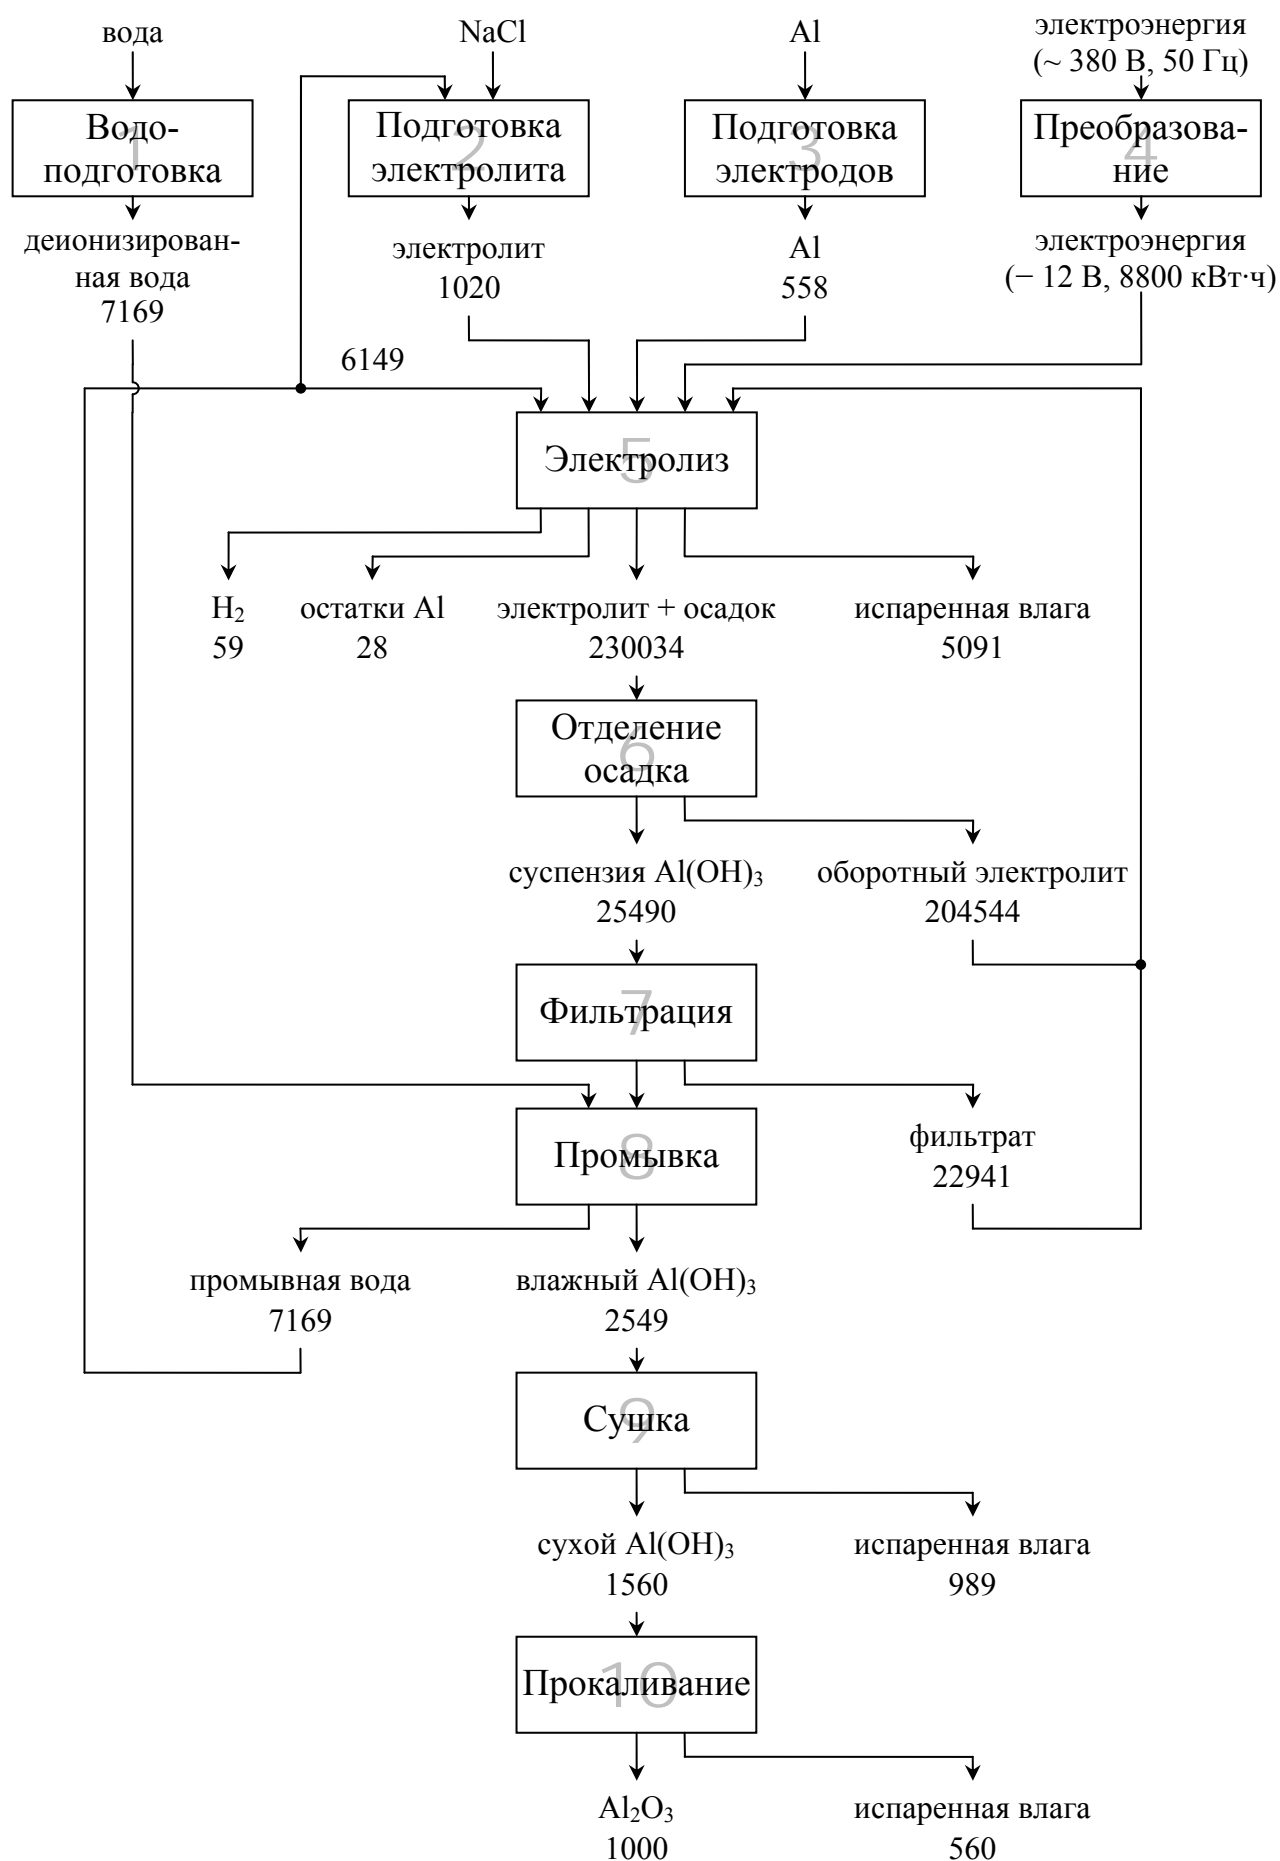 вода
NaCl
Al
электроэнергия
(~ 380 В, 50 Гц)
1
Водо-
подготовка
2
Подготовка
электролита
3
Подготовка
электродов
4
Преобразова-
ние
деионизирован-
ная вода
7169
электролит
1020
Al
558
электроэнергия
(− 12 В, 8800 кВт·ч)
6149
5
Электролиз
H₂
59
остатки Al
28
электролит + осадок
230034
испаренная влага
5091
6
Отделение
осадка
суспензия Al(OH)₃
25490
оборотный электролит
204544
7
Фильтрация
8
Промывка
фильтрат
22941
промывная вода
7169
влажный Al(OH)₃
2549
9
Сушка
сухой Al(OH)₃
1560
испаренная влага
989
10
Прокаливание
Al₂O₃
1000
испаренная влага
560